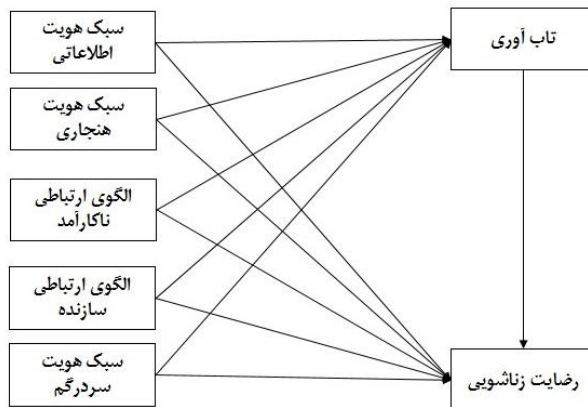 سبک هویت
اطلاعاتی
سبک هویت
هنجاری
الگوی ارتباطی
ناکارآمد
الگوی ارتباطی
سازنده
سبک هویت
سردرگم
تاب آوری
رضایت زناشویی